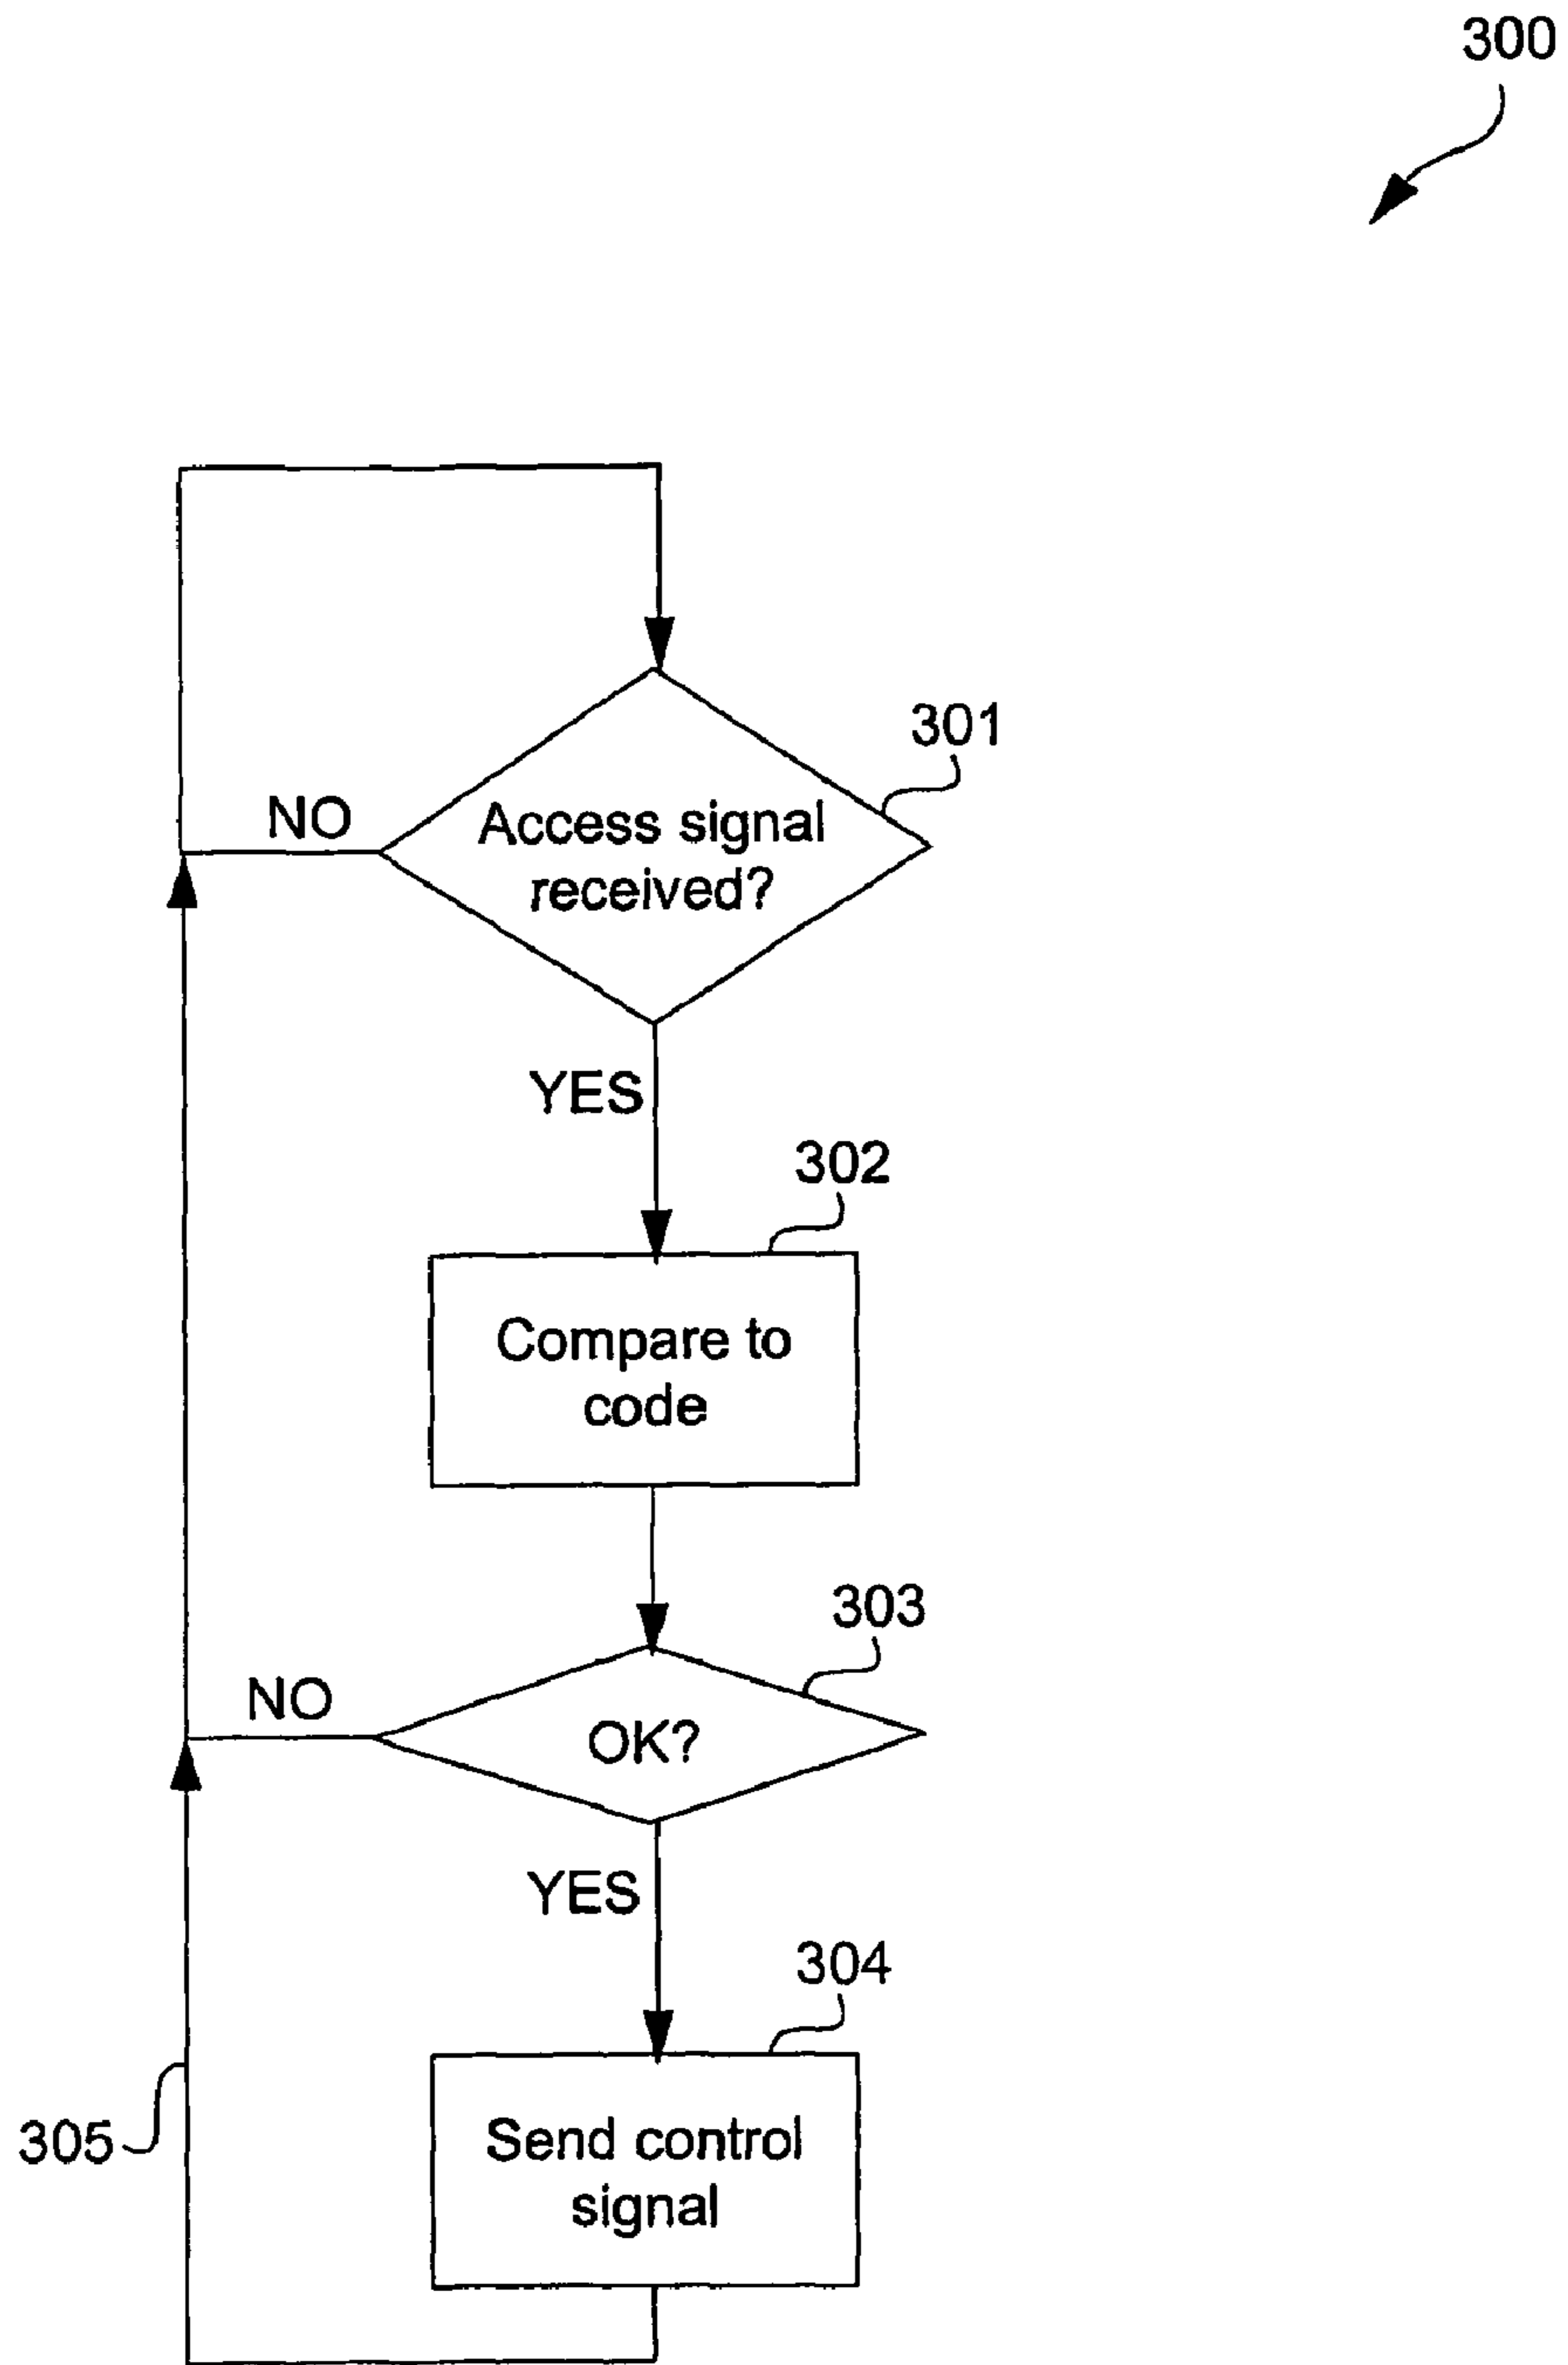 300
301
NO
Access signal
received?
YES
302
Compare to
code
303
NO
OK?
YES
304
305
Send control
signal